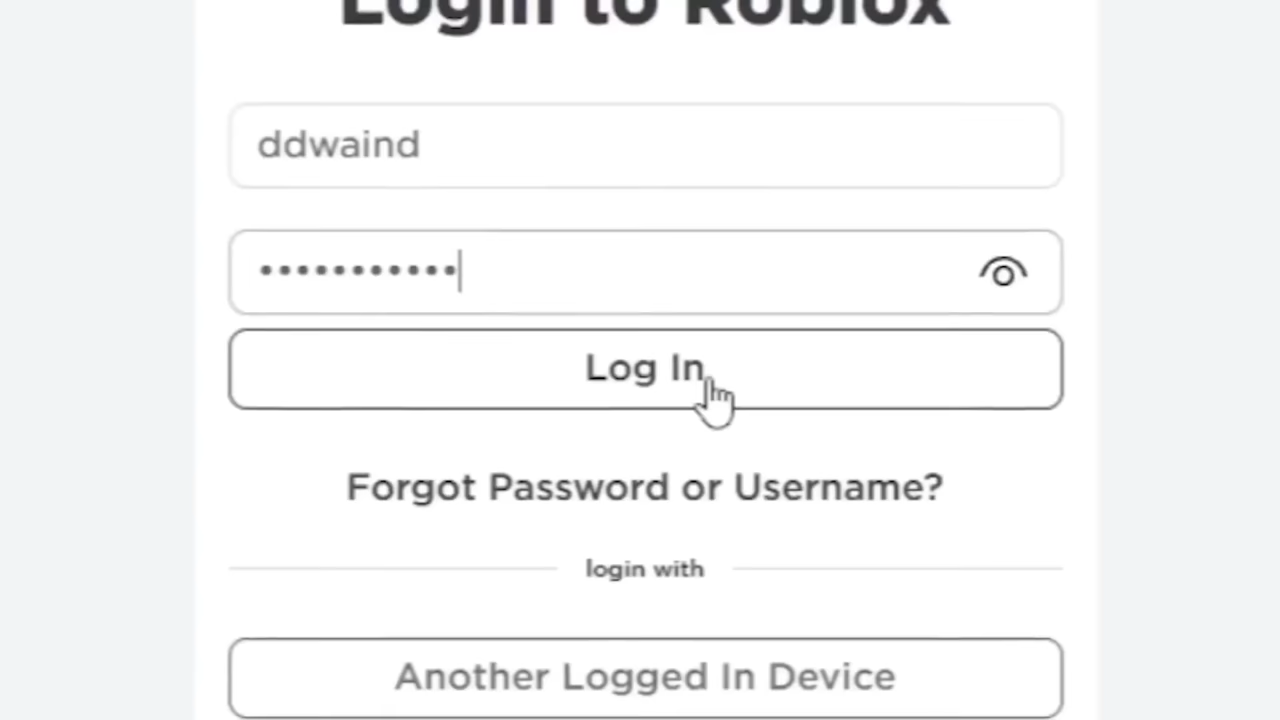 Login to Roblox
ddwaind
•••••••••••
Log In
Forgot Password or Username?
login with
Another Logged In Device